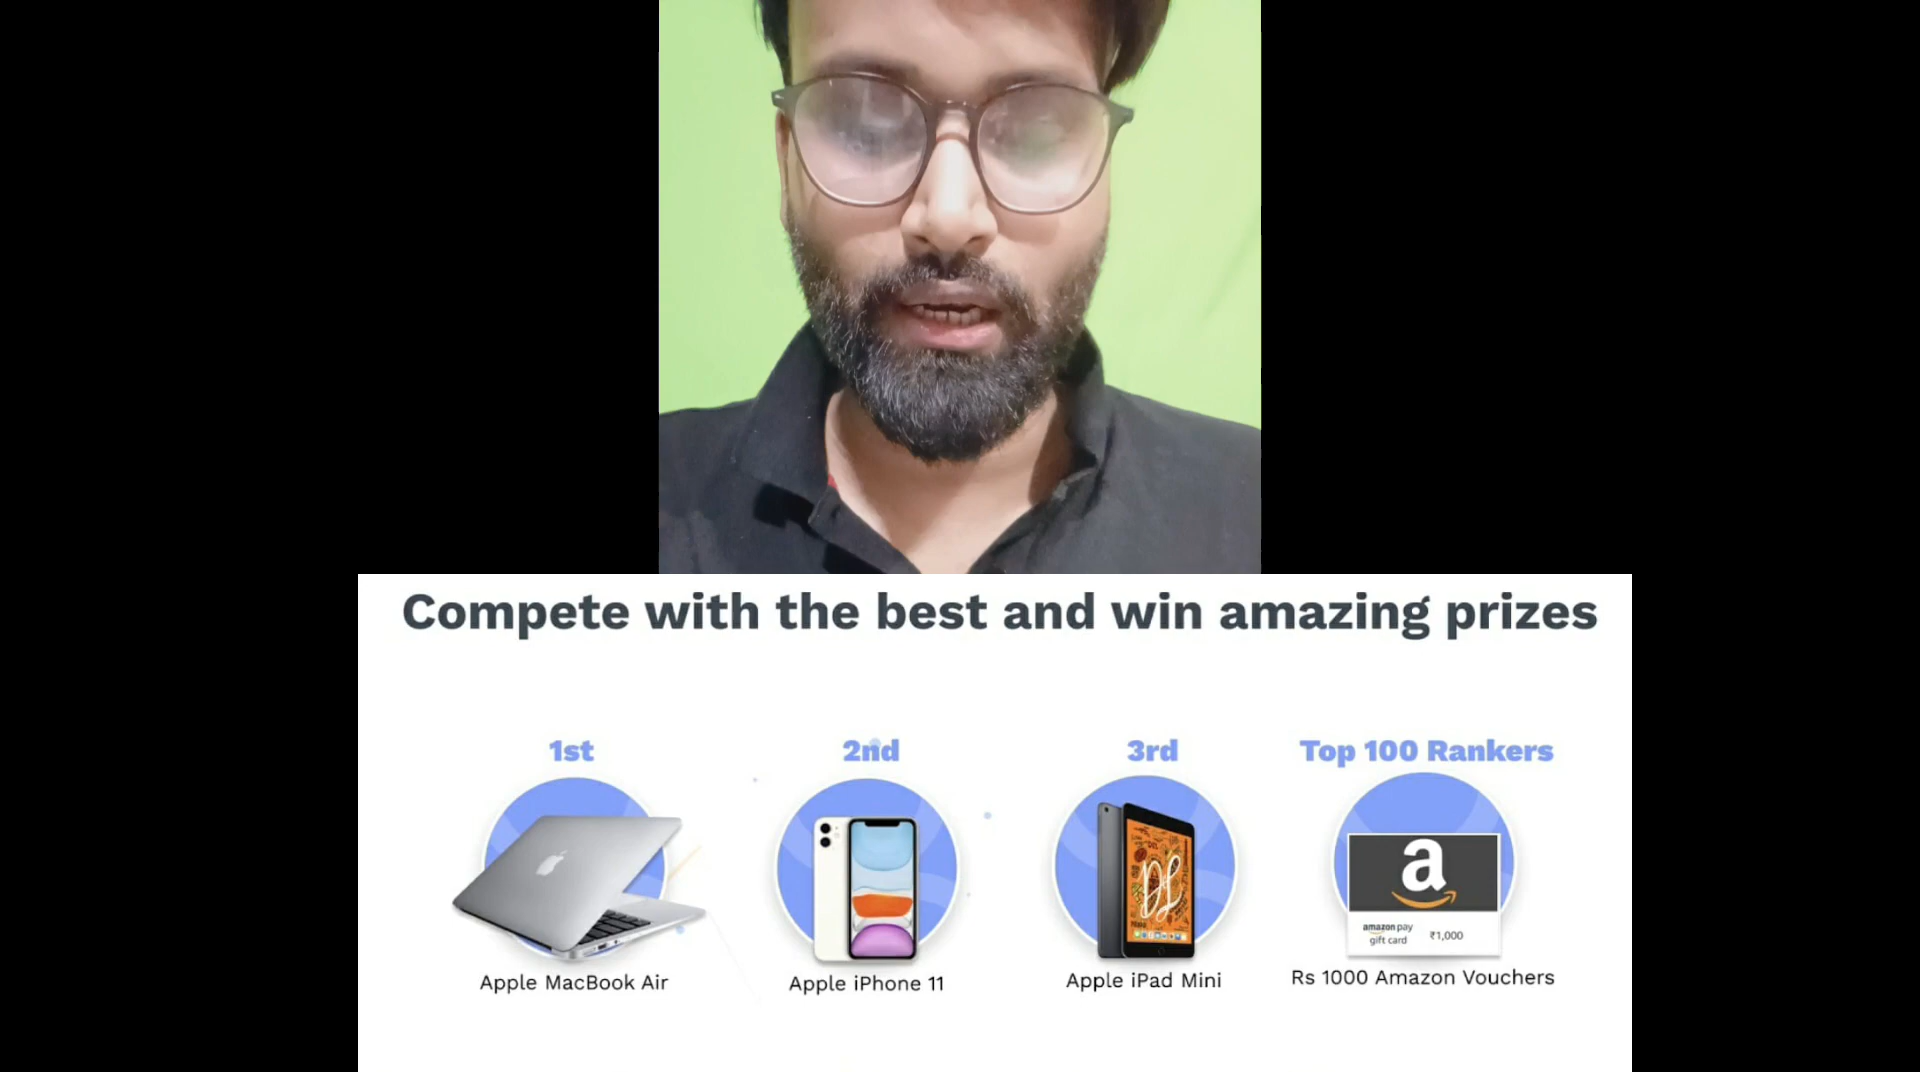 Compete with the best and win amazing prizes
1st
2nd
3rd
Top 100 Rankers
a
amazon pay
gift card
₹1,000
Apple MacBook Air
Apple iPhone 11
Apple iPad Mini
Rs 1000 Amazon Vouchers